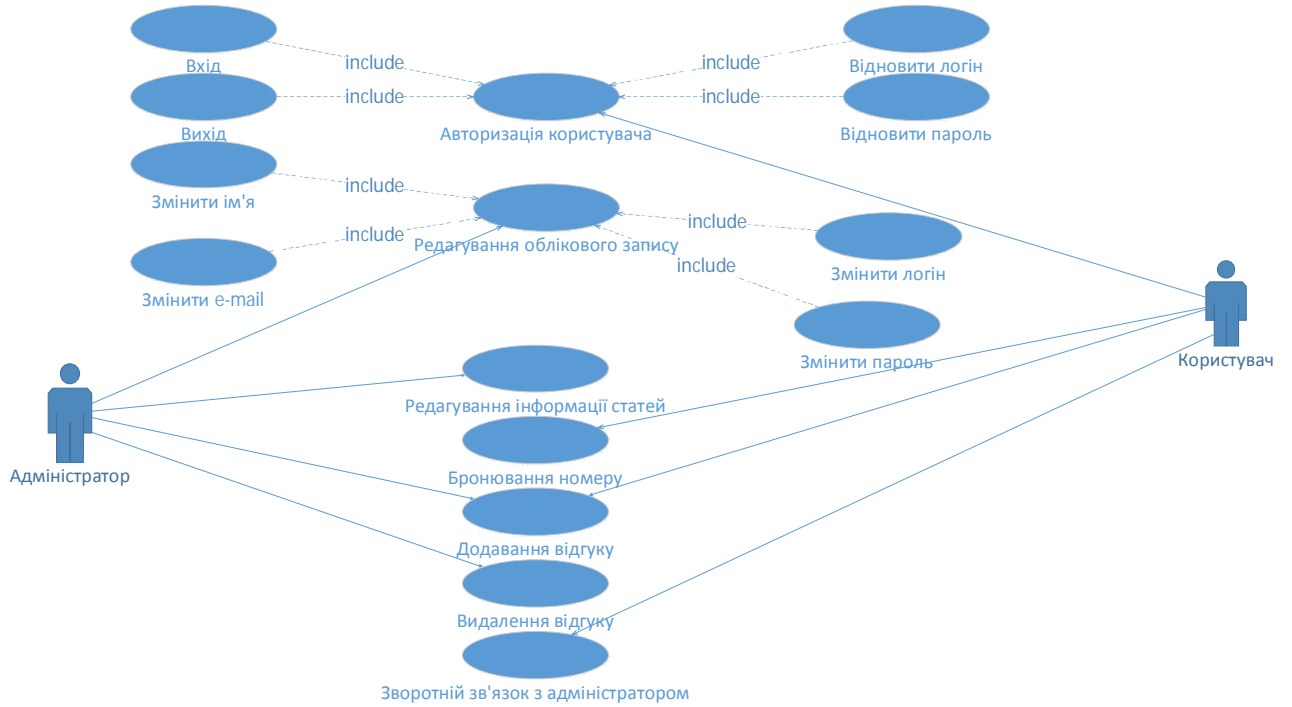 Вхід
include
include
Відновити логін
Вихід
include
Авторизація користувача
include
Відновити пароль
Змінити ім'я
include
Змінити e-mail
include
Редагування облікового запису
include
Змінити логін
include
Змінити пароль
Користувач
Адміністратор
Редагування інформації статей
Бронювання номеру
Додавання відгуку
Видалення відгуку
Зворотній зв'язок з адміністратором